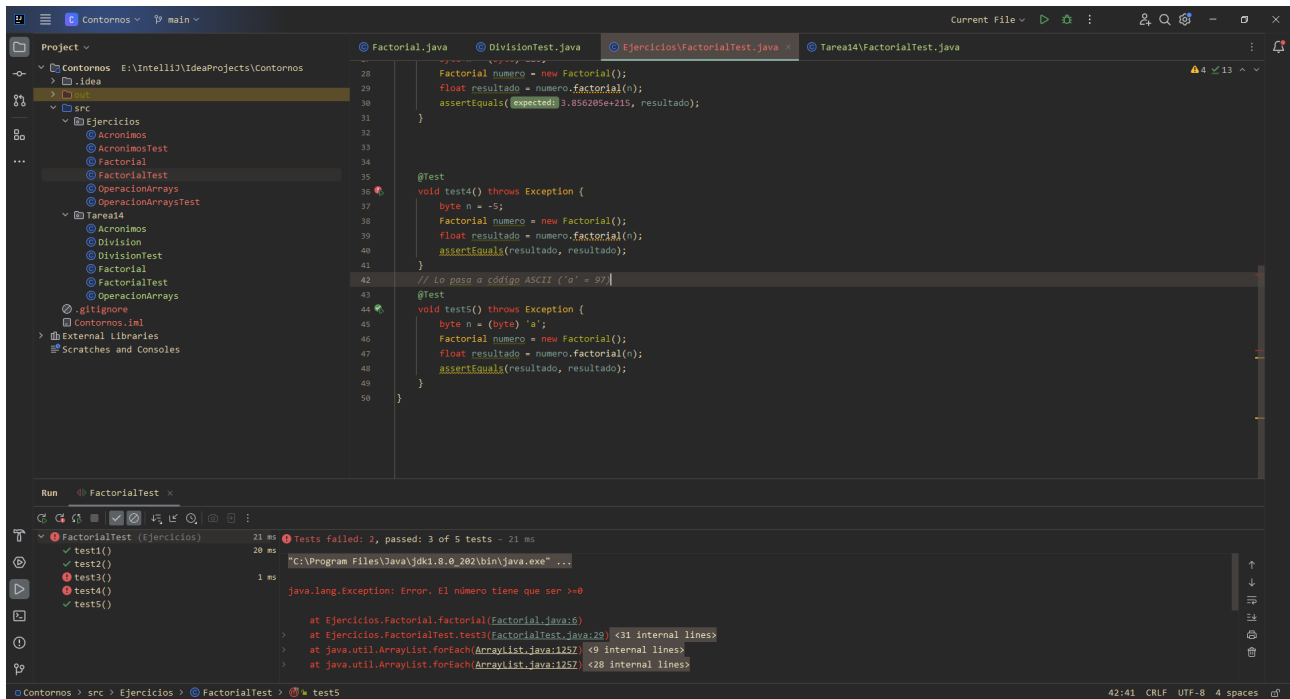 C Contornos main Current File
Project
Factorial.java DivisionTest.java Ejercicios\FactorialTest.java Tarea14\FactorialTest.java
Contornos E:\IntelliJ\IdeaProjects\Contornos
.idea
out
src
Ejercicios
Acronimos
AcronimosTest
Factorial
FactorialTest
OperacionArrays
OperacionArraysTest
Tarea14
Acronimos
Division
DivisionTest
Factorial
FactorialTest
OperacionArrays
.gitignore
Contornos.iml
External Libraries
Scratches and Consoles
4 13
28 Factorial numero = new Factorial();
29 float resultado = numero.factorial(n);
30 assertEquals( expected: 3.856205e+215, resultado);
31 }
32
33
34
35 @Test
36 void test4() throws Exception {
37 byte n = -5;
38 Factorial numero = new Factorial();
39 float resultado = numero.factorial(n);
40 assertEquals(resultado, resultado);
41 }
42 // Lo pasa a código ASCII ('a' = 97)
43 @Test
44 void test5() throws Exception {
45 byte n = (byte) 'a';
46 Factorial numero = new Factorial();
47 float resultado = numero.factorial(n);
48 assertEquals(resultado, resultado);
49 }
50 }
Run FactorialTest
FactorialTest (Ejercicios) 21 ms
test1() 20 ms
test2()
test3() 1 ms
test4()
test5()
Tests failed: 2, passed: 3 of 5 tests – 21 ms
"C:\Program Files\Java\jdk1.8.0_202\bin\java.exe" ...
java.lang.Exception: Error. El número tiene que ser >=0
at Ejercicios.Factorial.factorial(Factorial.java:6)
at Ejercicios.FactorialTest.test3(FactorialTest.java:29) <31 internal lines>
at java.util.ArrayList.forEach(ArrayList.java:1257) <9 internal lines>
at java.util.ArrayList.forEach(ArrayList.java:1257) <28 internal lines>
Contornos > src > Ejercicios > FactorialTest > test5 42:41 CRLF UTF-8 4 spaces